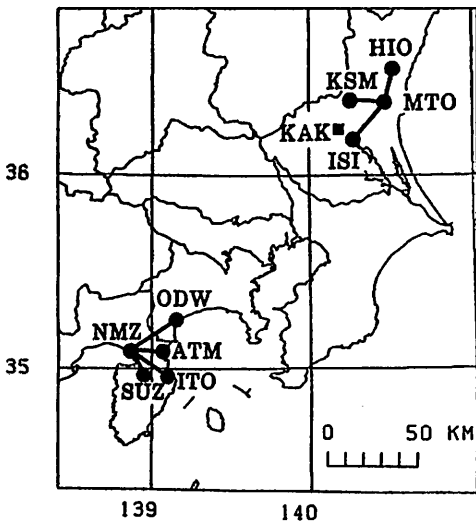 HIO
KSM
MTO
KAK
ISI
36
ODW
NMZ
ATM
35
SUZ
ITO
0 50 KM
139 140